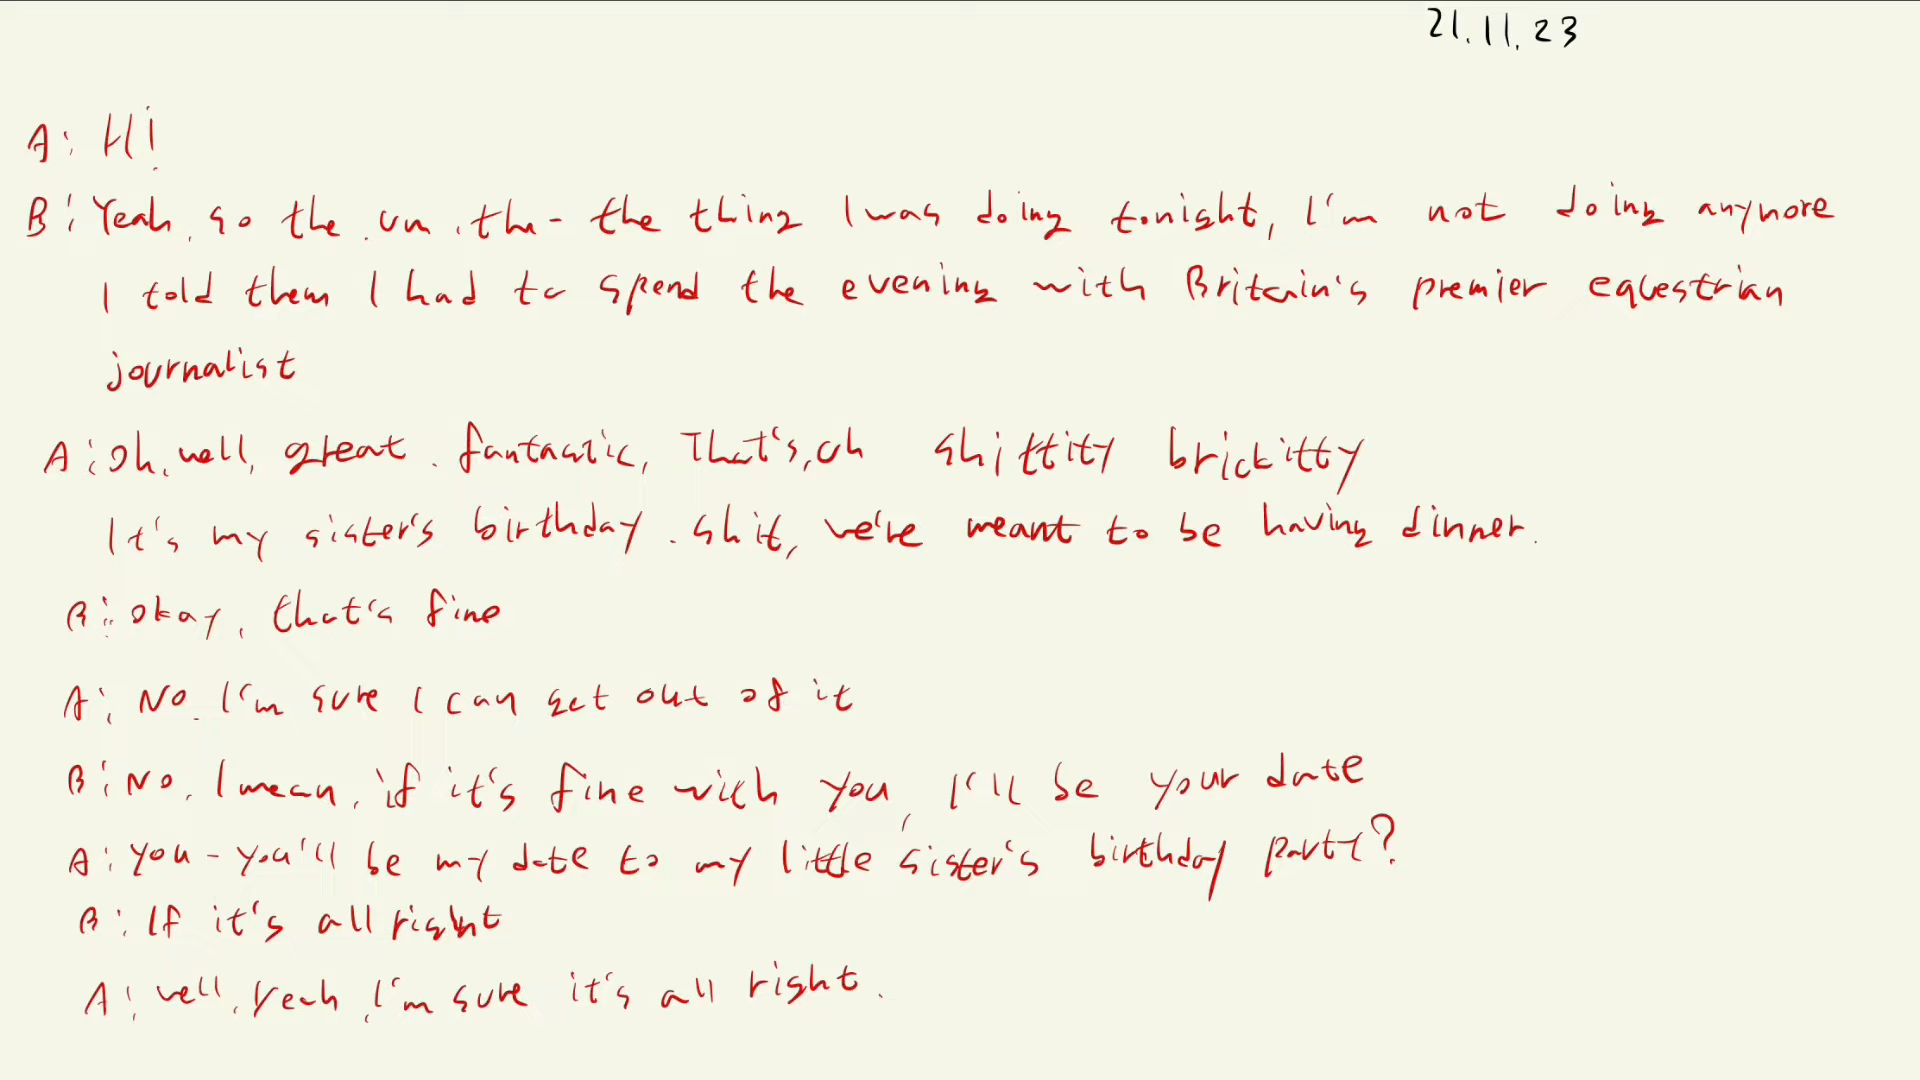 21.11.23
A: Hi!
B: Yeah, so the, um, the - the thing I was doing tonight, I'm not doing anymore
I told them I had to spend the evening with Britain's premier equestrian
journalist
A: Oh, well, great. fantastic, That's, oh shittity brickitty
It's my sister's birthday. shit, we're meant to be having dinner.
B: okay, that's fine
A: No. I'm sure I can get out of it
B: No, I mean, if it's fine with you, I'll be your date
A: you - you'll be my date to my little sister's birthday party?
B: If it's all right
A: well, yeah, I'm sure it's all right.